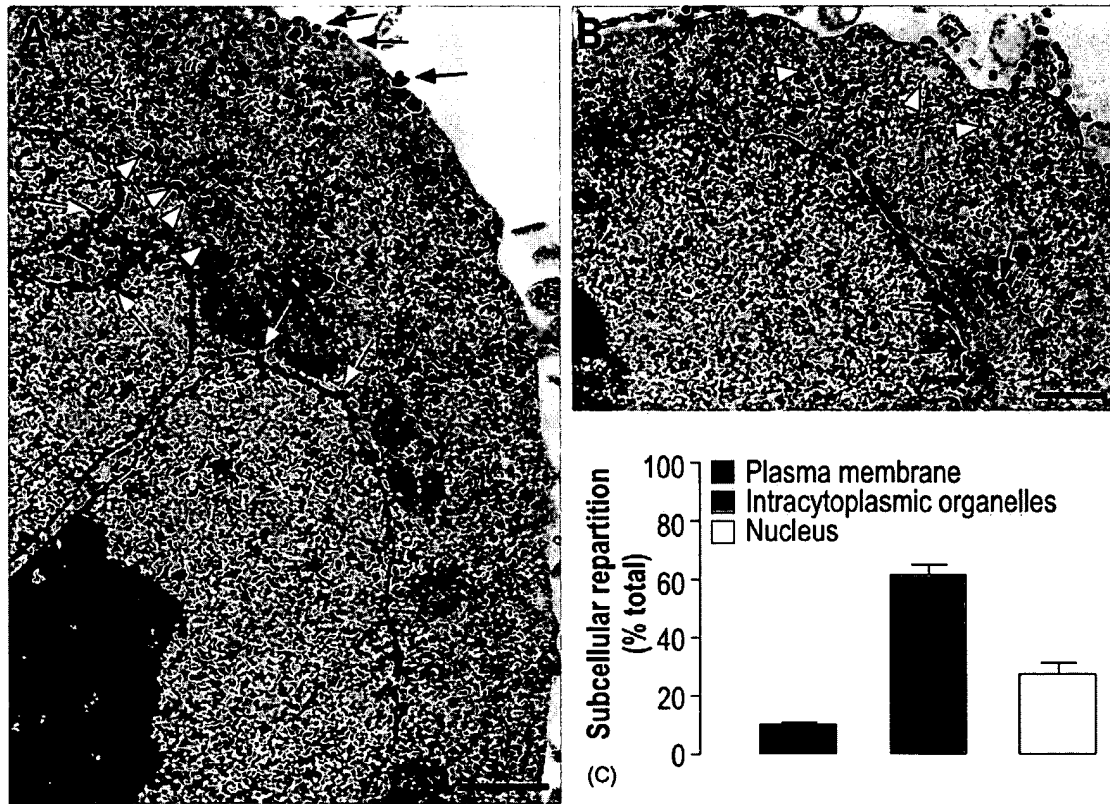 A
B
Subcellular repartition
(% total)
100
80
60
40
20
0
Plasma membrane
Intracytoplasmic organelles
Nucleus
(C)